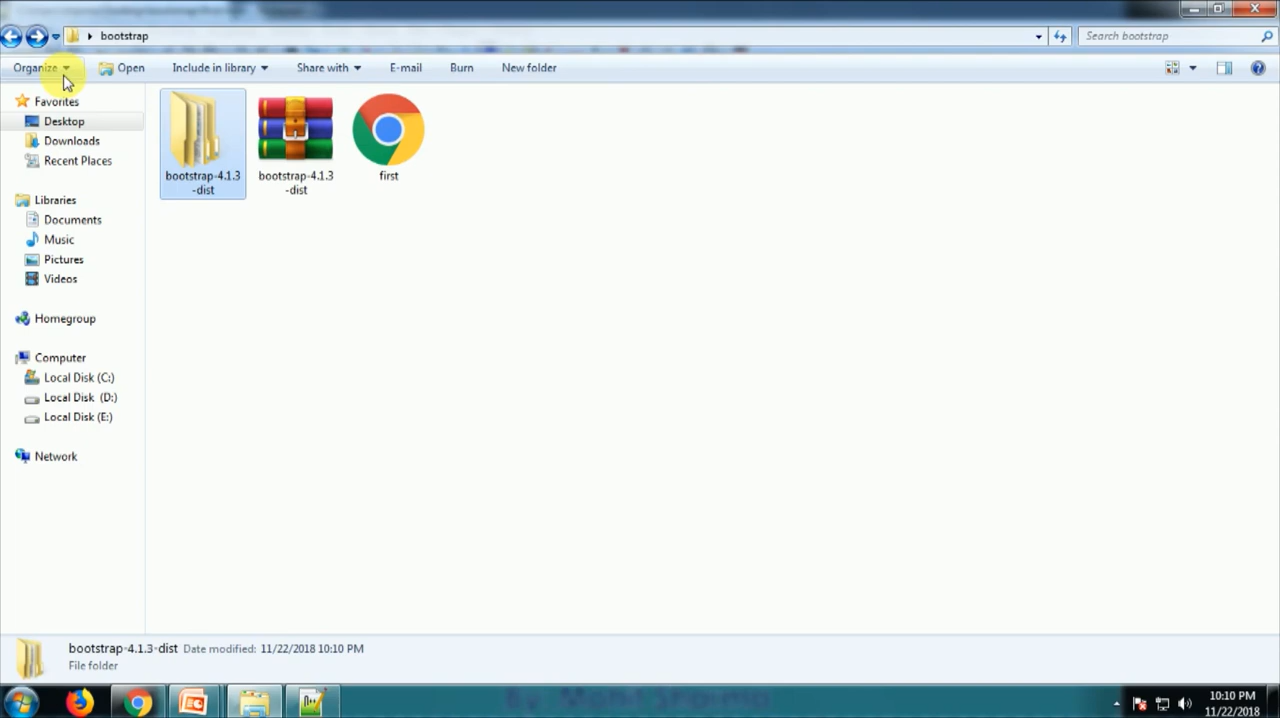 bootstrap
Search bootstrap
Organize
Open
Include in library
Share with
E-mail
Burn
New folder
Favorites
Desktop
Downloads
Recent Places
Libraries
Documents
Music
Pictures
Videos
Homegroup
Computer
Local Disk (C:)
Local Disk (D:)
Local Disk (E:)
Network
bootstrap-4.1.3
-dist
bootstrap-4.1.3
-dist
first
bootstrap-4.1.3-dist Date modified: 11/22/2018 10:10 PM
File folder
By: Mohit Sharma
10:10 PM
11/22/2018